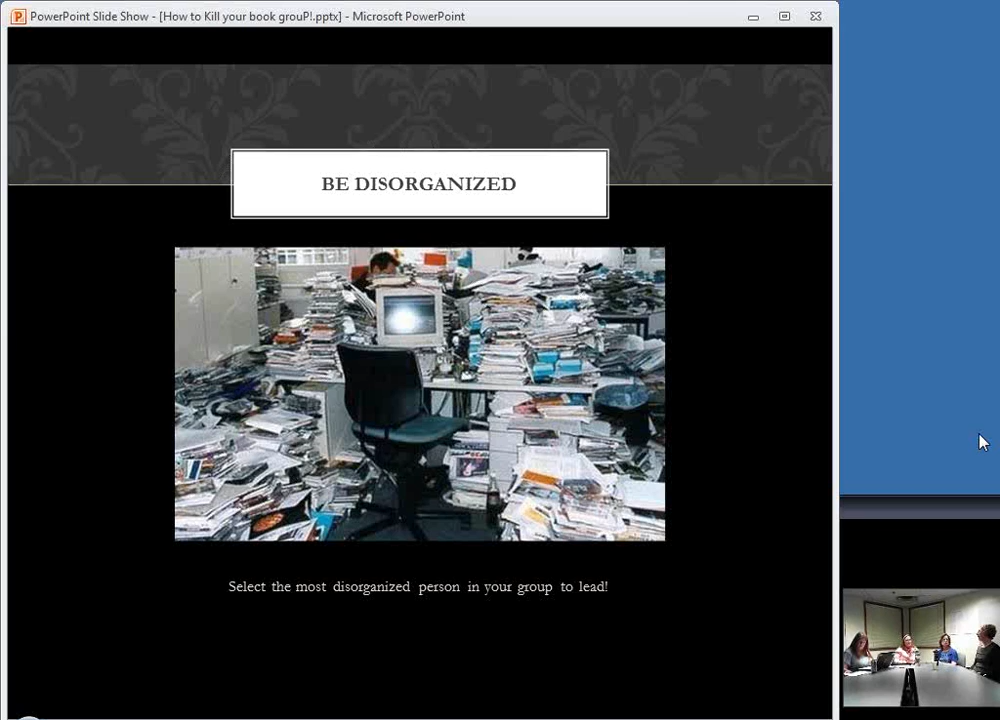 PowerPoint Slide Show - [How to Kill your book grouP!.pptx] - Microsoft PowerPoint
BE DISORGANIZED
Select the most disorganized person in your group to lead!